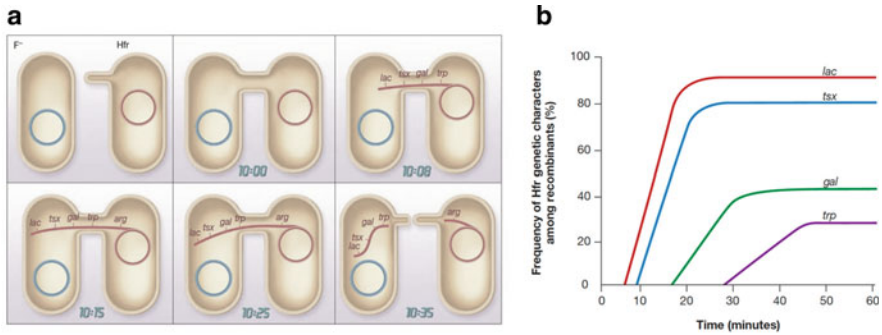 a
F⁻ Hfr
10:00
lac tsx gal trp
10:08
lac tsx gal trp arg
10:15
lac tsx gal trp arg
10:25
lac tsx gal trp arg
10:35
b
Frequency of Hfr genetic characters
among recombinants (%)
100
80
60
40
20
0
lac
tsx
gal
trp
0 10 20 30 40 50 60
Time (minutes)